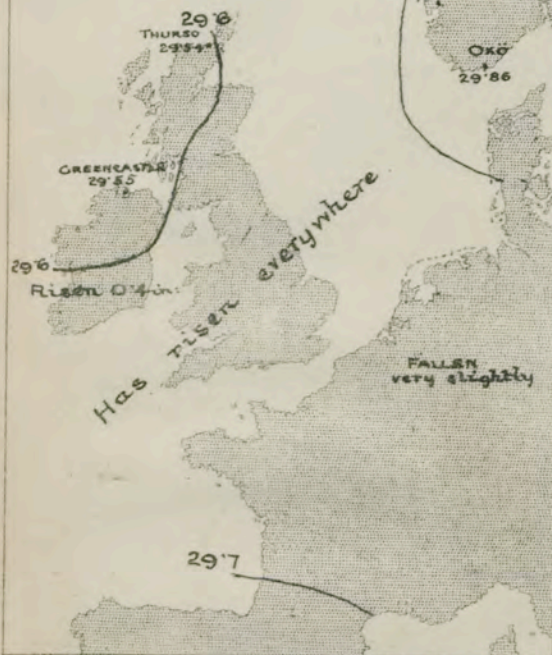 29·6
THURSO
29·54
Oxö
29·86
GREENCASTLE
29·55
Has risen everywhere
29·6
Risen 0·4 in.
FALLEN
very slightly
29·7